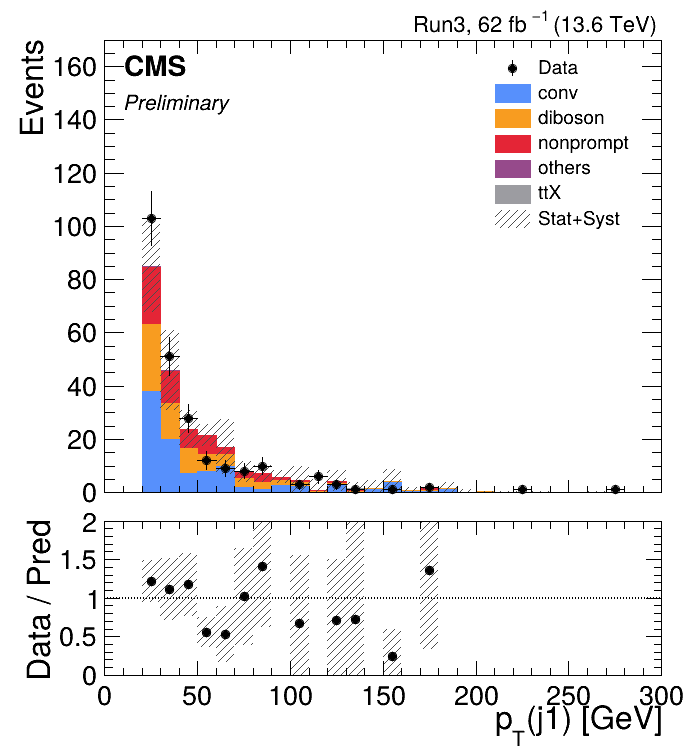 Run3, 62 fb⁻¹ (13.6 TeV)
Events
CMS
Preliminary
Data
conv
diboson
nonprompt
others
ttX
Stat+Syst
160
140
120
100
80
60
40
20
0
Data / Pred
2
1.5
1
0.5
0
0 50 100 150 200 250 300
p_T(j1) [GeV]